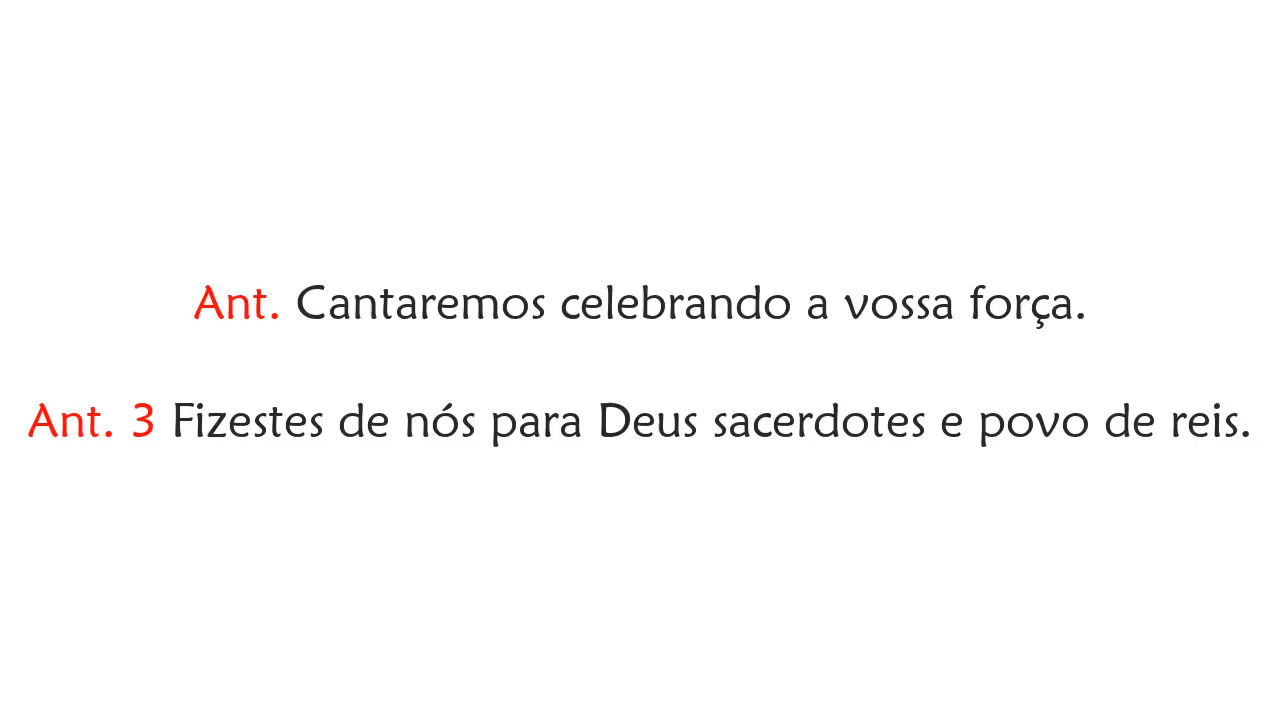 Ant. Cantaremos celebrando a vossa força.
Ant. 3 Fizestes de nós para Deus sacerdotes e povo de reis.